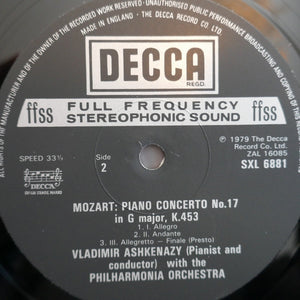 MADE IN ENGLAND. THE DECCA RECORD CO LTD. UNAUTHORISED PUBLIC PERFORMANCE BROADCASTING AND COPYING OF THIS
ALL RIGHTS OF THE MANUFACTURER AND OF THE OWNER OF THE RECORDED WORK RESERVED.
DECCA
REGD.
ffss FULL FREQUENCY ffss
STEREOPHONIC SOUND
℗ 1979 The Decca
Record Co. Ltd.
SPEED 33⅓ Side ZAL 16085
2 SXL 6881
DECCA
MOZART: PIANO CONCERTO No.17
in G major, K.453
1. I. Allegro
2. II. Andante
3. III. Allegretto – Finale (Presto)
VLADIMIR ASHKENAZY (Pianist and
conductor) with the
PHILHARMONIA ORCHESTRA